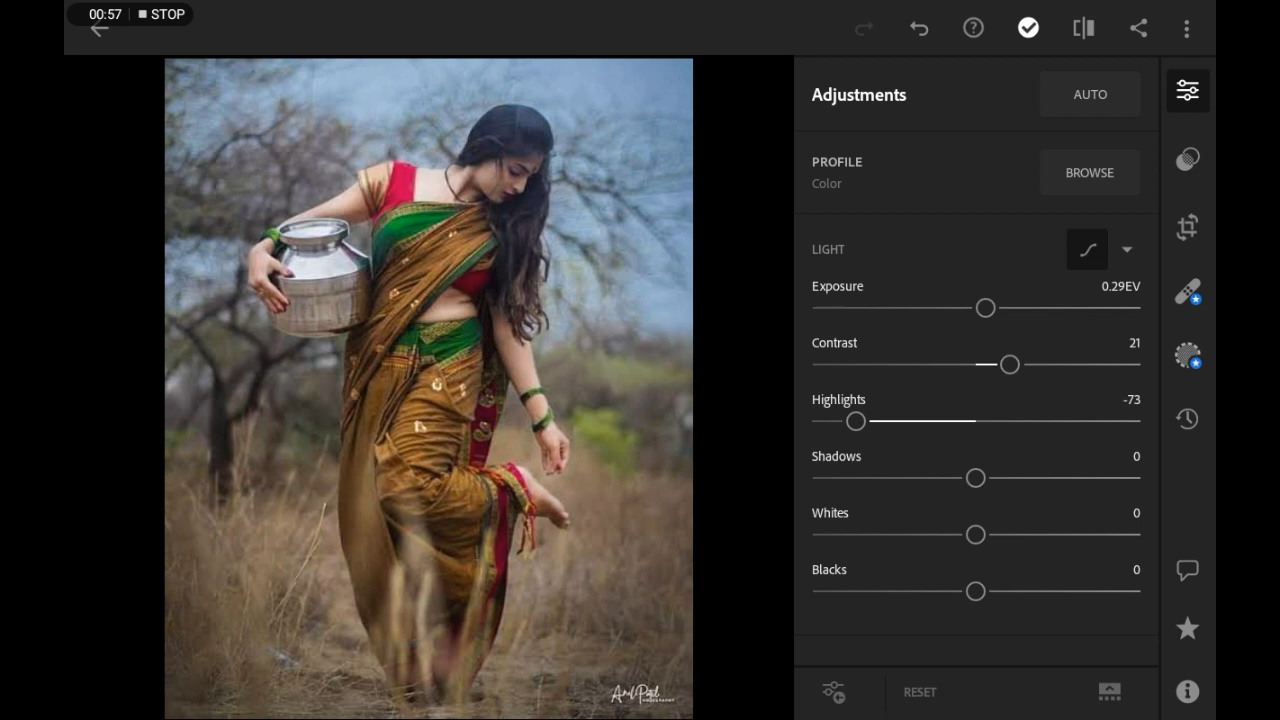 00:57 STOP
Adjustments
AUTO
PROFILE
Color
BROWSE
LIGHT
Exposure 0.29EV
Contrast 21
Highlights -73
Shadows 0
Whites 0
Blacks 0
RESET